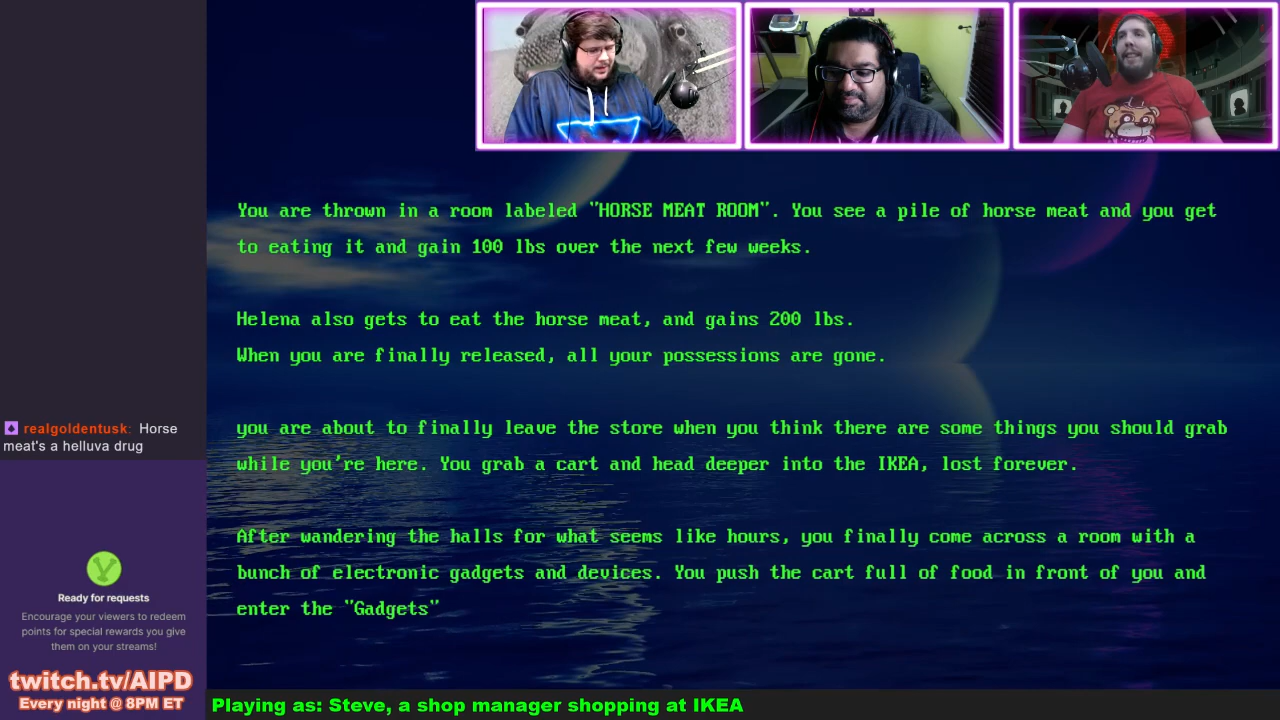 You are thrown in a room labeled "HORSE MEAT ROOM". You see a pile of horse meat and you get
to eating it and gain 100 lbs over the next few weeks.
Helena also gets to eat the horse meat, and gains 200 lbs.
When you are finally released, all your possessions are gone.
you are about to finally leave the store when you think there are some things you should grab
while you're here. You grab a cart and head deeper into the IKEA, lost forever.
After wandering the halls for what seems like hours, you finally come across a room with a
bunch of electronic gadgets and devices. You push the cart full of food in front of you and
enter the "Gadgets"
realgoldentusk: Horse
meat's a helluva drug
Ready for requests
Encourage your viewers to redeem
points for special rewards you give
them on your streams!
twitch.tv/AIPD
Every night @ 8PM ET
Playing as: Steve, a shop manager shopping at IKEA